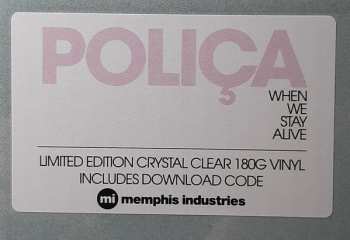 POLIÇA
WHEN
WE
STAY
ALIVE
LIMITED EDITION CRYSTAL CLEAR 180G VINYL
INCLUDES DOWNLOAD CODE
mi memphis industries